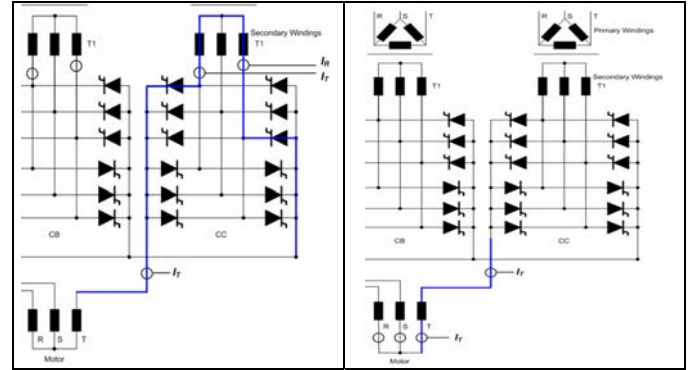 Secondary Windings
T1
T1
I_R
I_T
CB
CC
I_T
R S T
Motor
R S T
R S T
Primary Windings
Secondary Windings
T1
T1
CB
CC
I_T
R S T
I_T
Motor